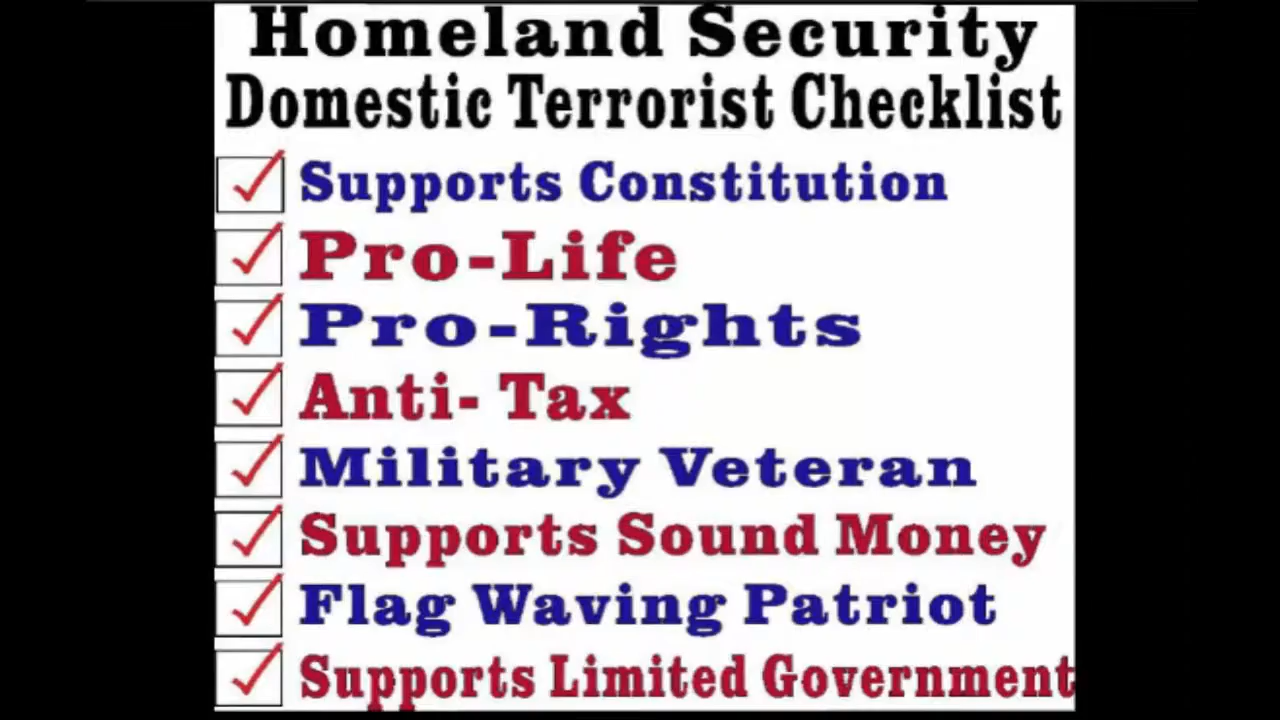 Homeland Security
Domestic Terrorist Checklist
Supports Constitution
Pro-Life
Pro-Rights
Anti- Tax
Military Veteran
Supports Sound Money
Flag Waving Patriot
Supports Limited Government